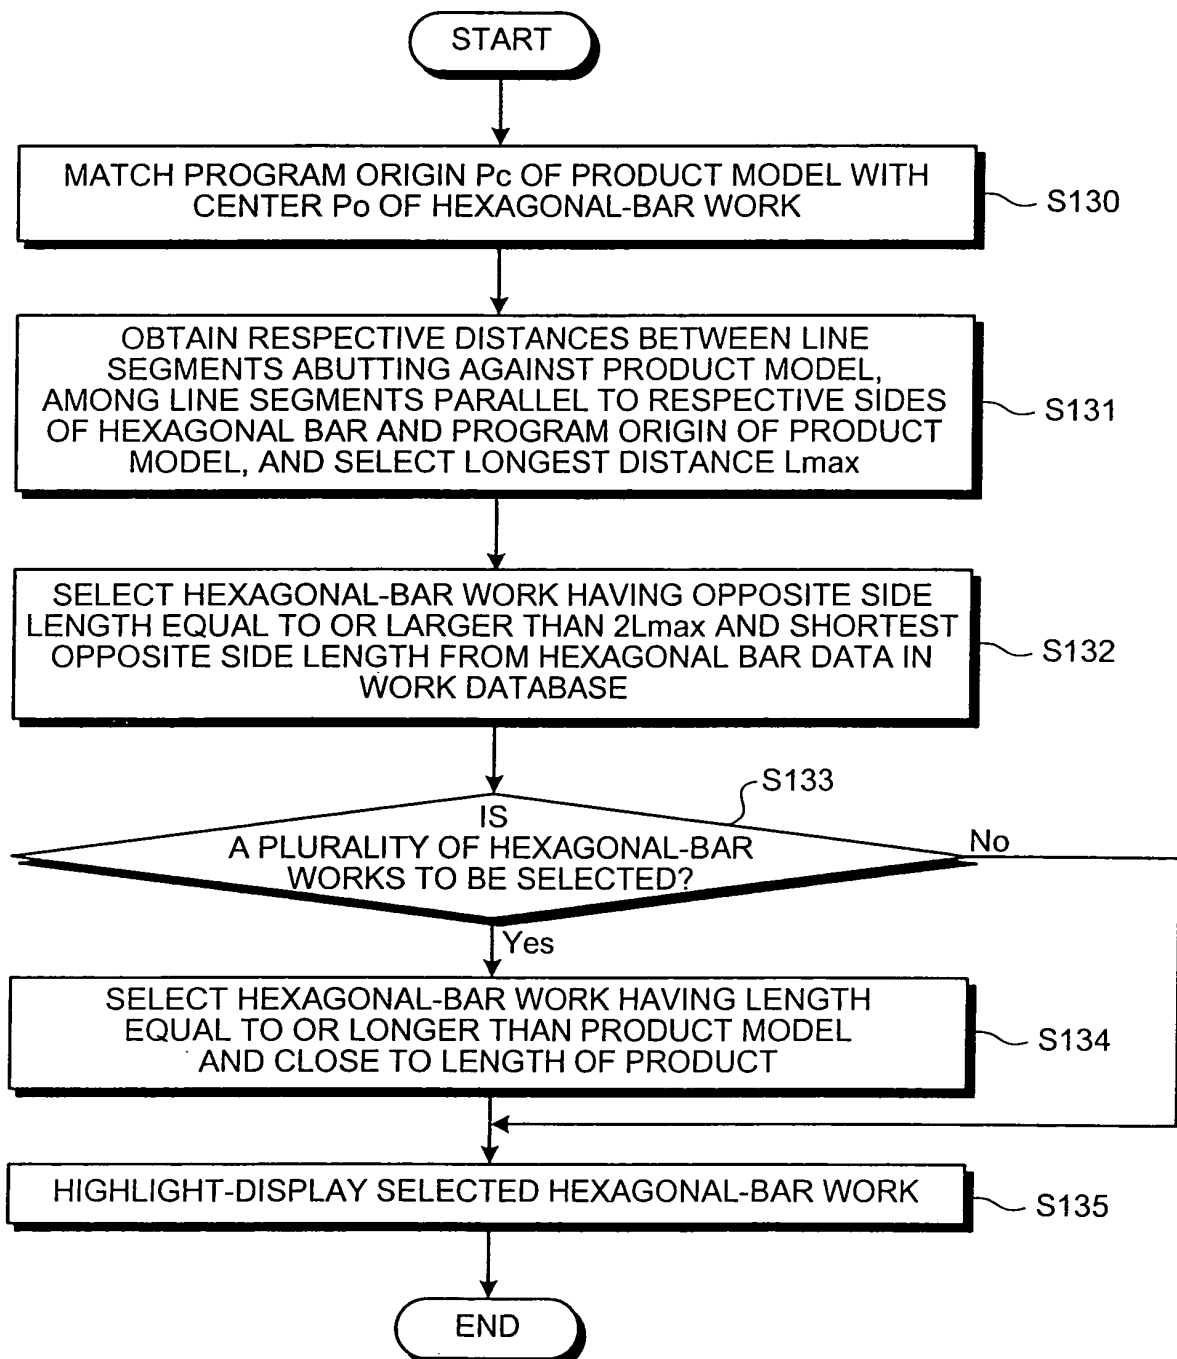 START
MATCH PROGRAM ORIGIN Pc OF PRODUCT MODEL WITH
CENTER Po OF HEXAGONAL-BAR WORK
S130
OBTAIN RESPECTIVE DISTANCES BETWEEN LINE
SEGMENTS ABUTTING AGAINST PRODUCT MODEL,
AMONG LINE SEGMENTS PARALLEL TO RESPECTIVE SIDES
OF HEXAGONAL BAR AND PROGRAM ORIGIN OF PRODUCT
MODEL, AND SELECT LONGEST DISTANCE Lmax
S131
SELECT HEXAGONAL-BAR WORK HAVING OPPOSITE SIDE
LENGTH EQUAL TO OR LARGER THAN 2Lmax AND SHORTEST
OPPOSITE SIDE LENGTH FROM HEXAGONAL BAR DATA IN
WORK DATABASE
S132
S133
IS
A PLURALITY OF HEXAGONAL-BAR
WORKS TO BE SELECTED?
No
Yes
SELECT HEXAGONAL-BAR WORK HAVING LENGTH
EQUAL TO OR LONGER THAN PRODUCT MODEL
AND CLOSE TO LENGTH OF PRODUCT
S134
HIGHLIGHT-DISPLAY SELECTED HEXAGONAL-BAR WORK
S135
END